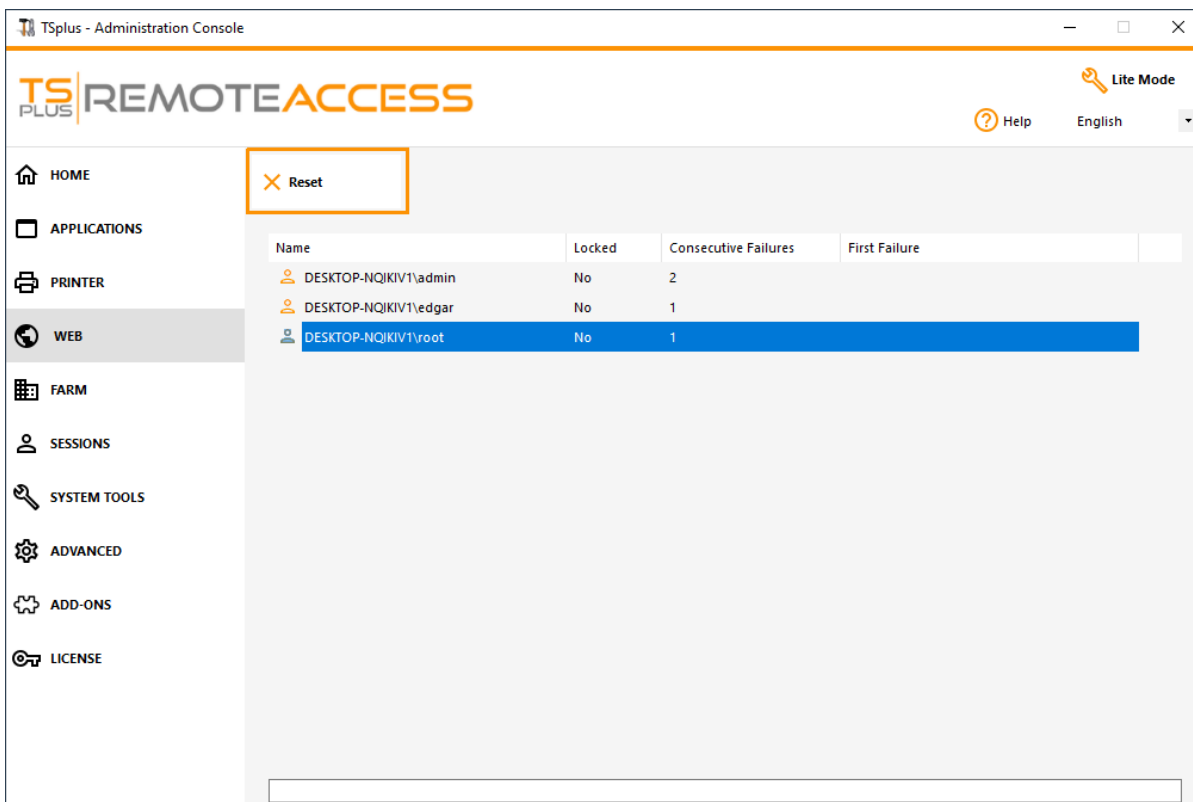 TSplus - Administration Console
TS PLUS REMOTEACCESS
Lite Mode
Help
English
HOME
APPLICATIONS
PRINTER
WEB
FARM
SESSIONS
SYSTEM TOOLS
ADVANCED
ADD-ONS
LICENSE
Reset
Name Locked Consecutive Failures First Failure
DESKTOP-NQIKIV1\admin No 2
DESKTOP-NQIKIV1\edgar No 1
DESKTOP-NQIKIV1\root No 1